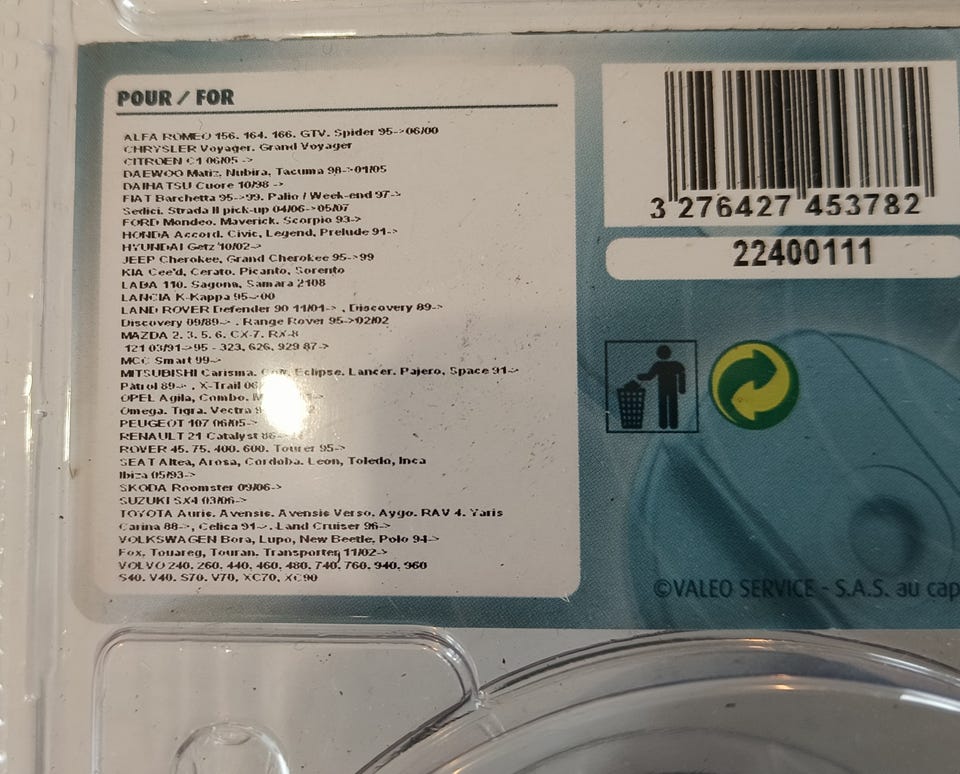 POUR / FOR
ALFA ROMEO 156. 164. 166. GTV. Spider 95->06/00
CHRYSLER Voyager. Grand Voyager
CITROEN C1 06/05 ->
DAEWOO Matiz, Nubira, Tacuma 98->01/05
DAIHATSU Cuore 10/98 ->
FIAT Barchetta 95->99. Palio / Week-end 97->
Sedici. Strada II pick-up 04/06->05/07
FORD Mondeo. Maverick. Scorpio 93->
HONDA Accord. Civic, Legend, Prelude 91->
HYUNDAI Getz 10/02->
JEEP Cherokee, Grand Cherokee 95->99
KIA Cee'd, Cerato. Picanto, Sorento
LADA 110. Sagona, Samara 2108
LANCIA K-Kappa 95->00
LAND ROVER Defender 90 11/01-> , Discovery 89->
Discovery 09/89-> . Range Rover 95->02/02
MAZDA 2. 3. 5. 6. CX-7. RX-8
121 03/91->95 - 323, 626, 929 87->
MCC Smart 99->
MITSUBISHI Carisma. Eclipse. Lancer. Pajero, Space 91->
Patrol 89-> . X-Trail
OPEL Agila, Combo.
Omega. Tigra. Vectra
PEUGEOT 107 06/05->
RENAULT 21 Catalyst
ROVER 45. 75. 400. 600. Tourer 95->
SEAT Altea, Arosa, Cordoba. Leon, Toledo, Inca
Ibiza 05/93->
SKODA Roomster 09/06->
SUZUKI SX4 03/06->
TOYOTA Auris. Avensis. Avensis Verso. Aygo. RAV 4. Yaris
Carina 88->, Celica 91-> . Land Cruiser 96->
VOLKSWAGEN Bora, Lupo, New Beetle, Polo 94->
Fox, Touareg, Touran. Transporter 11/02->
VOLVO 240. 260. 440. 460. 480. 740. 760. 940. 960
S40. V40. S70. V70, XC70, XC90
3 276427 453782
22400111
©VALEO SERVICE - S.A.S. au cap